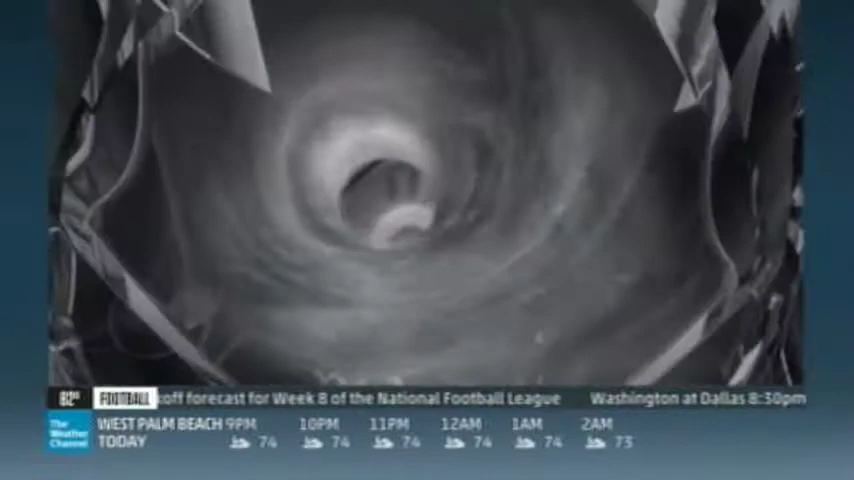 82° FOOTBALL koff forecast for Week 8 of the National Football League Washington at Dallas 8:30pm
The Weather Channel
WEST PALM BEACH 9PM 10PM 11PM 12AM 1AM 2AM
TODAY 74 74 74 74 74 73